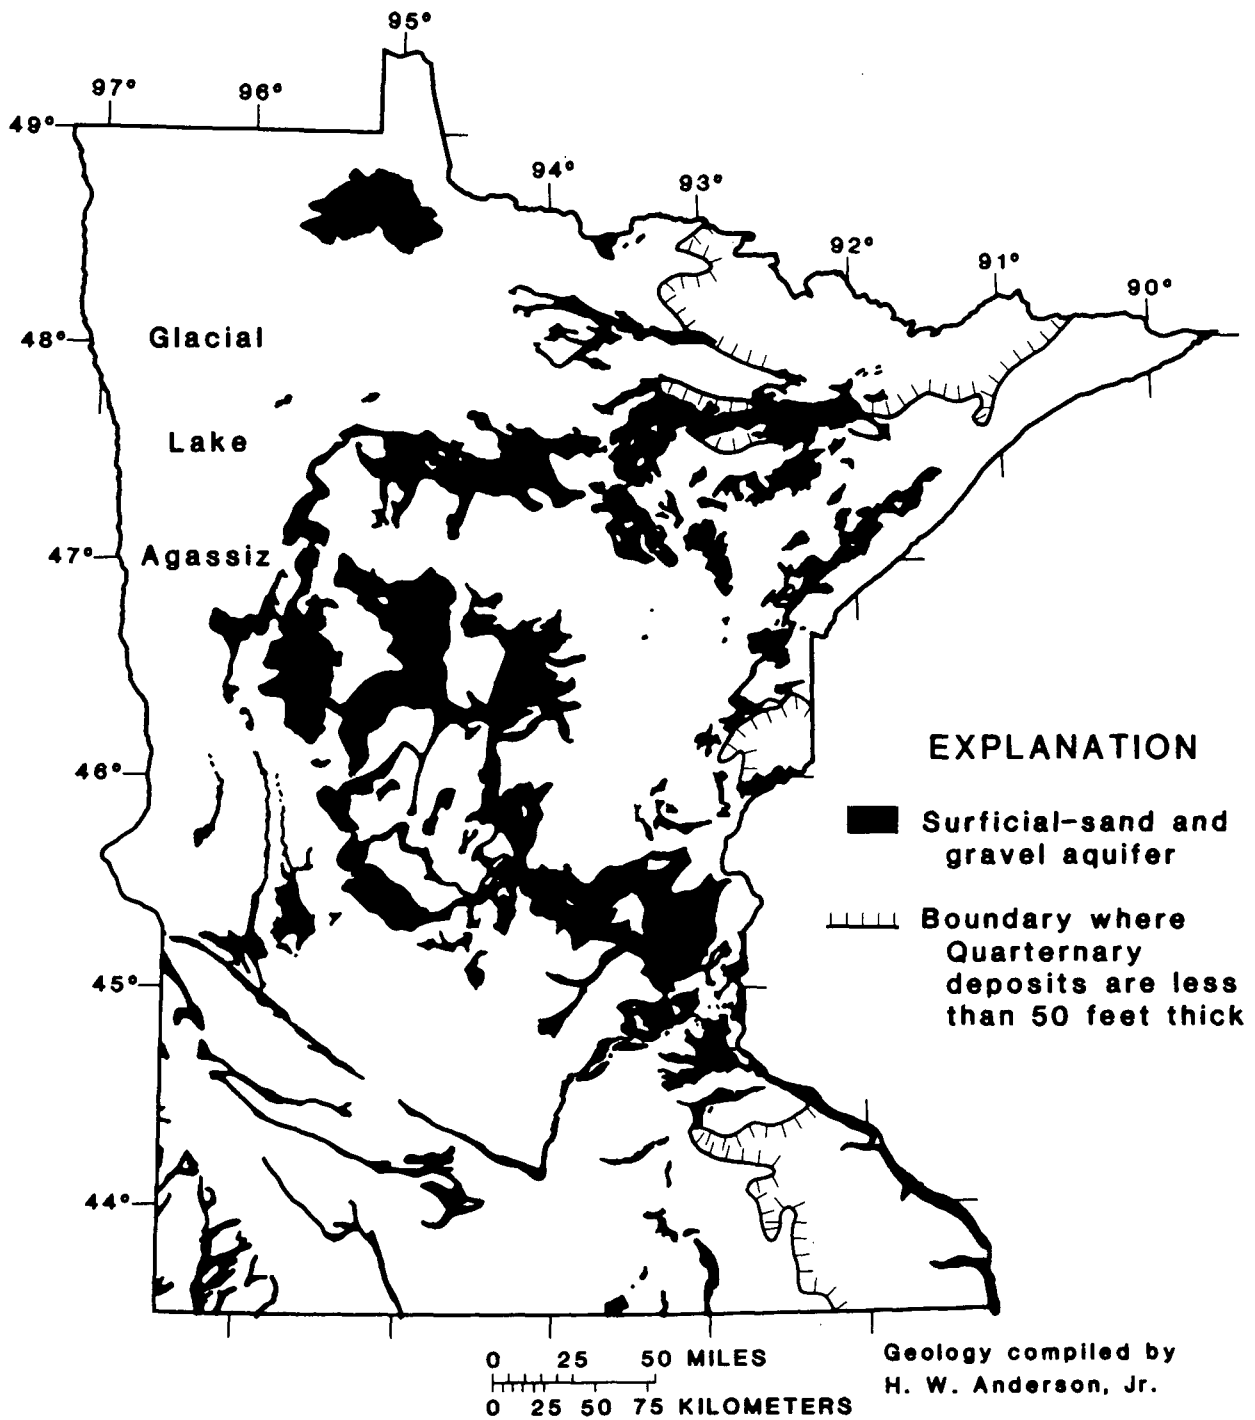 95°
97°
96°
49°
94°
93°
92°
91°
90°
48°
Glacial
Lake
47°
Agassiz
46°
EXPLANATION
Surficial-sand and
gravel aquifer
Boundary where
Quarternary
deposits are less
than 50 feet thick
45°
44°
0 25 50 MILES
0 25 50 75 KILOMETERS
Geology compiled by
H. W. Anderson, Jr.